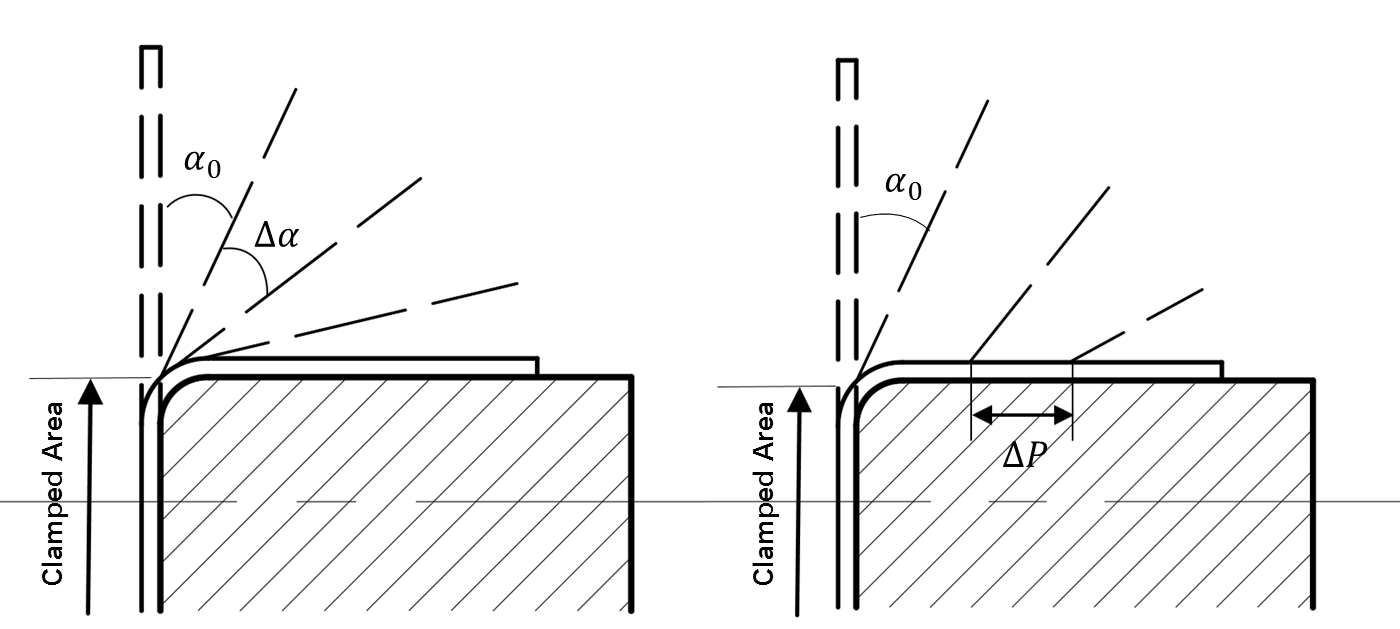 α₀
Δα
Clamped Area
α₀
ΔP
Clamped Area